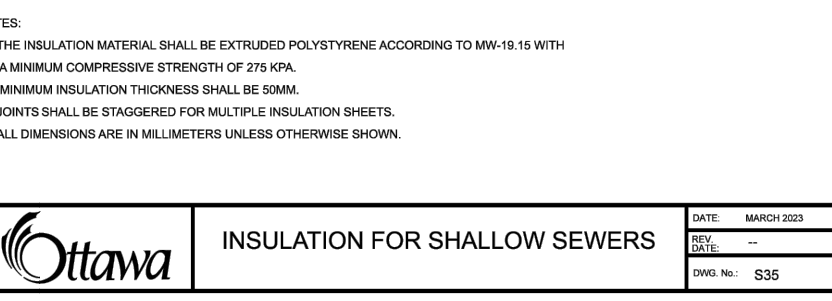 TES:
THE INSULATION MATERIAL SHALL BE EXTRUDED POLYSTYRENE ACCORDING TO MW-19.15 WITH
A MINIMUM COMPRESSIVE STRENGTH OF 275 KPA.
MINIMUM INSULATION THICKNESS SHALL BE 50MM.
JOINTS SHALL BE STAGGERED FOR MULTIPLE INSULATION SHEETS.
ALL DIMENSIONS ARE IN MILLIMETERS UNLESS OTHERWISE SHOWN.
Ottawa
INSULATION FOR SHALLOW SEWERS
DATE: MARCH 2023
REV. DATE: --
DWG. No.: S35